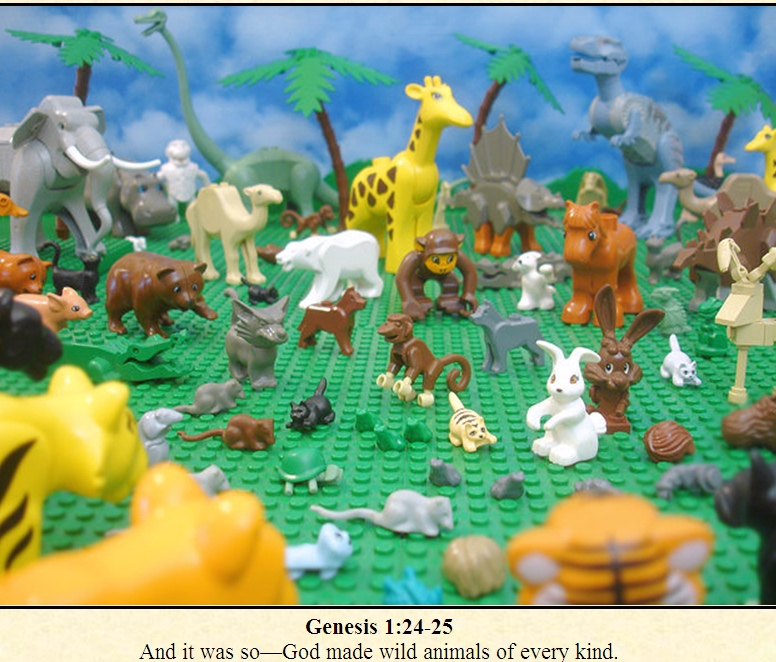 Genesis 1:24-25
And it was so—God made wild animals of every kind.